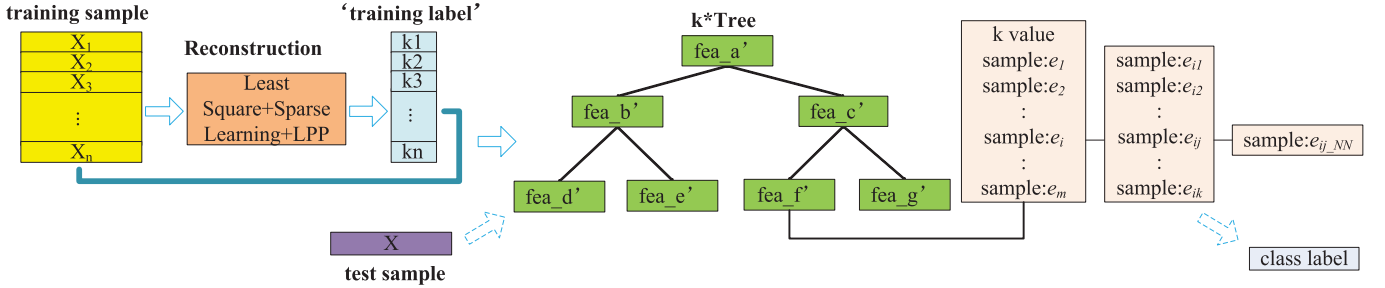 training sample
X1
X2
X3
⋮
Xn
Reconstruction
Least
Square+Sparse
Learning+LPP
‘training label’
k1
k2
k3
⋮
kn
X
test sample
k*Tree
fea_a’
fea_b’
fea_c’
fea_d’
fea_e’
fea_f’
fea_g’
k value
sample:e1
sample:e2
⋮
sample:ei
⋮
sample:em
sample:ei1
sample:ei2
⋮
sample:eij
⋮
sample:eik
sample:eij_NN
class label